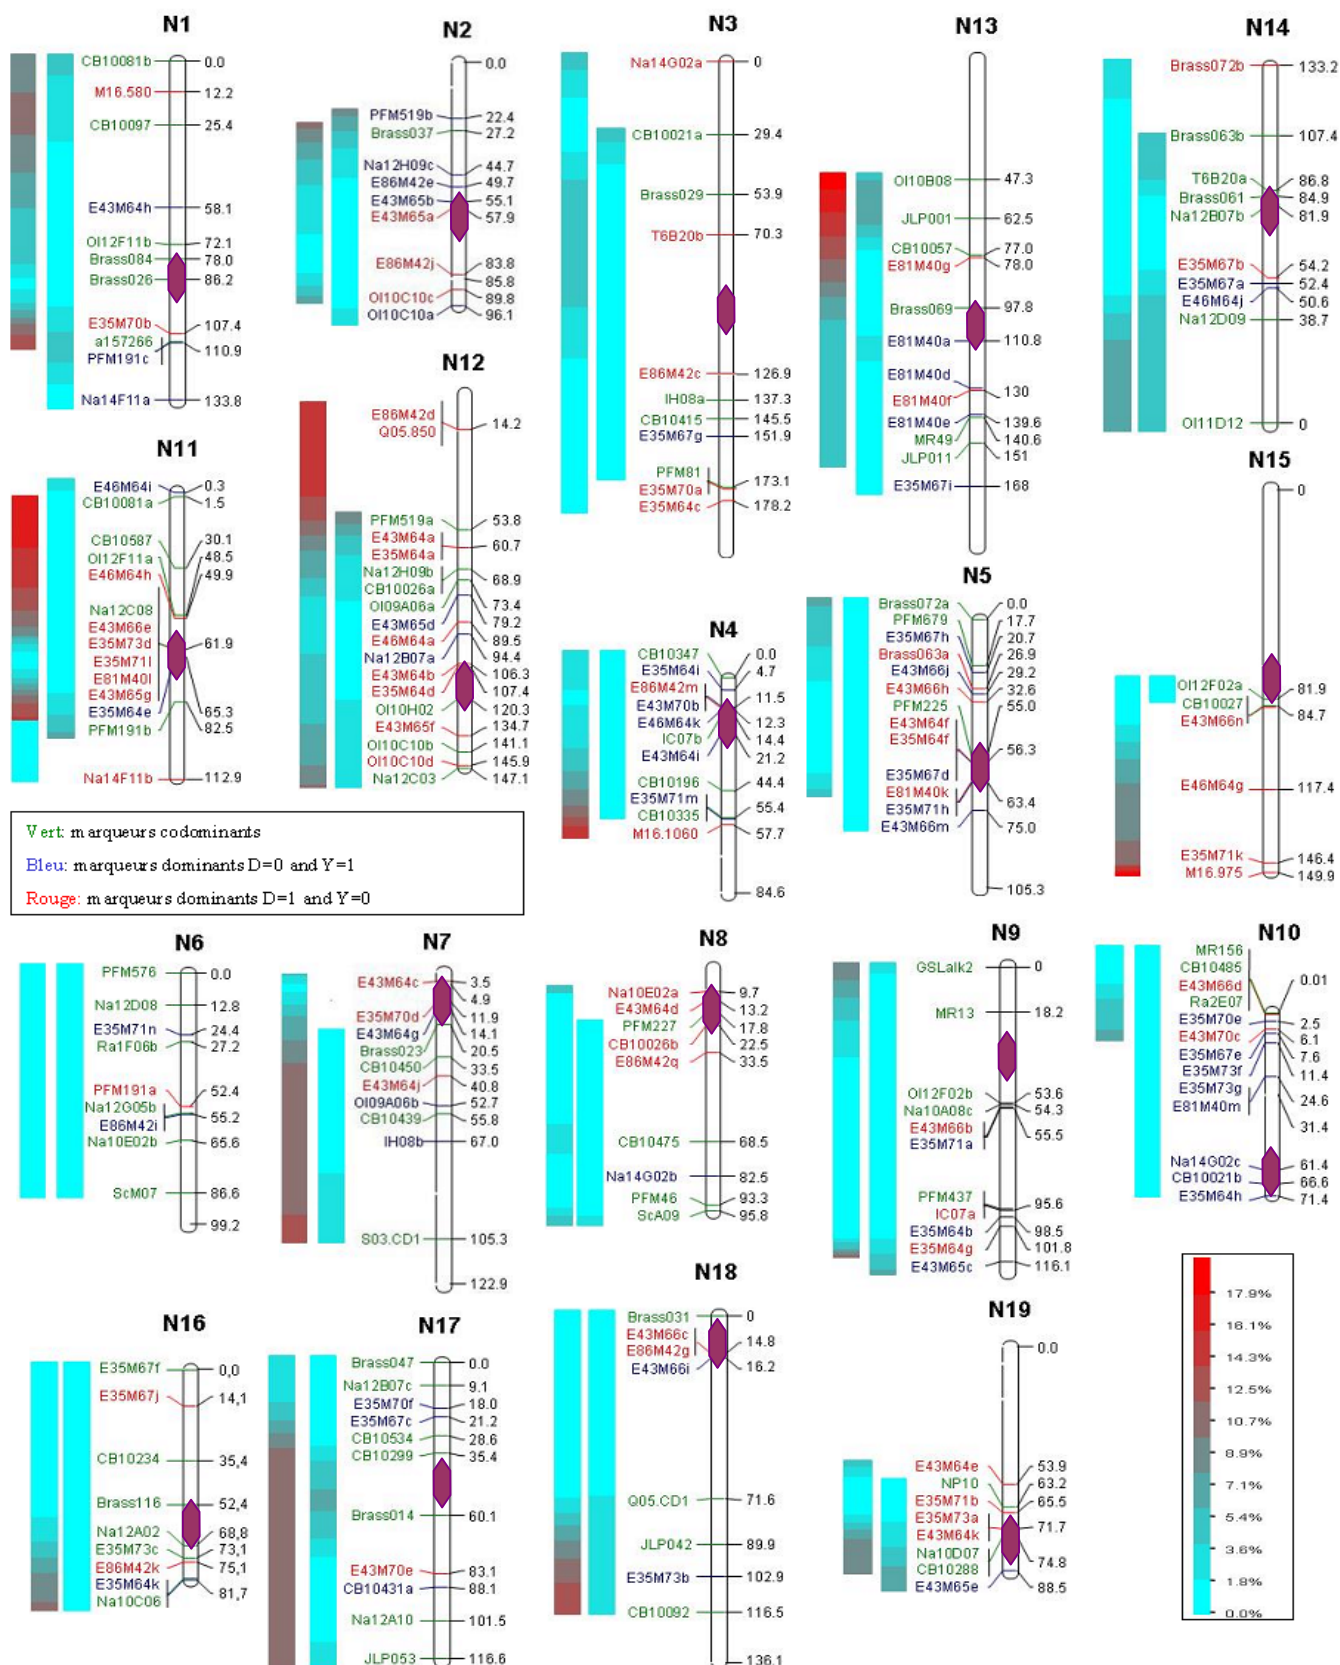 N1
CB10081b 0.0
M16.580 12.2
CB10097 25.4
E43M64h 58.1
Ol12F11b 72.1
Brass084 78.0
Brass026 86.2
E35M70b 107.4
a157266
PFM191c 110.9
Na14F11a 133.8
N2
0.0
PFM519b 22.4
Brass037 27.2
Na12H09c 44.7
E86M42e 49.7
E43M65b 55.1
E43M65a 57.9
E86M42j 83.8
85.8
Ol10C10c 89.8
Ol10C10a 96.1
N3
Na14G02a 0
CB10021a 29.4
Brass029 53.9
T6B20b 70.3
E86M42c 126.9
IH08a 137.3
CB10415 145.5
E35M67g 151.9
PFM81
E35M70a 173.1
E35M64c 178.2
N13
Ol10B08 47.3
JLP001 62.5
CB10057 77.0
E81M40g 78.0
Brass069 97.8
E81M40a 110.8
E81M40d
E81M40f 130
E81M40e 139.6
MR49 140.6
JLP011 151
E35M67i 168
N14
Brass072b 133.2
Brass063b 107.4
T6B20a 86.8
Brass061 84.9
Na12B07b 81.9
E35M67b 54.2
E35M67a 52.4
E46M64j 50.6
Na12D09 38.7
Ol11D12 0
N11
E46M64i 0.3
CB10081a 1.5
CB10587 30.1
Ol12F11a 48.5
E46M64h 49.9
Na12C08
E43M66e
E35M73d 61.9
E35M71l
E81M40l
E43M65g
E35M64e 65.3
PFM191b 82.5
Na14F11b 112.9
N12
E86M42d
Q05.850 14.2
PFM519a 53.8
E43M64a
E35M64a 60.7
Na12H09b
CB10026a 68.9
Ol09A06a 73.4
E43M65d 79.2
E46M64a 89.5
Na12B07a 94.4
E43M64b 106.3
E35M64d 107.4
Ol10H02 120.3
E43M65f 134.7
Ol10C10b 141.1
Ol10C10d 145.9
Na12C03 147.1
N4
CB10347 0.0
E35M64i 4.7
E86M42m
E43M70b 11.5
E46M64k 12.3
IC07b 14.4
E43M64i 21.2
CB10196 44.4
E35M71m
CB10335 55.4
M16.1060 57.7
84.6
N5
Brass072a 0.0
PFM679 17.7
E35M67h 20.7
Brass063a 26.9
E43M66j 29.2
E43M66h 32.6
PFM225 55.0
E43M64f
E35M64f 56.3
E35M67d
E81M40k 63.4
E35M71h
E43M66m 75.0
105.3
N15
0
Ol12F02a 81.9
CB10027
E43M66n 84.7
E46M64g 117.4
E35M71k 146.4
M16.975 149.9
Vert: marqueurs codominants
Bleu: marqueurs dominants D=0 and Y=1
Rouge: marqueurs dominants D=1 and Y=0
N6
PFM576 0.0
Na12D08 12.8
E35M71n 24.4
Ra1F06b 27.2
PFM191a 52.4
Na12G05b
E86M42i 55.2
Na10E02b 65.6
ScM07 86.6
99.2
N7
E43M64c 3.5
4.9
E35M70d 11.9
E43M64g 14.1
Brass023 20.5
CB10450 33.5
E43M64j 40.8
Ol09A06b 52.7
CB10439 55.8
IH08b 67.0
S03.CD1 105.3
122.9
N8
Na10E02a 9.7
E43M64d 13.2
PFM227 17.8
CB10026b 22.5
E86M42q 33.5
CB10475 68.5
Na14G02b 82.5
PFM46 93.3
ScA09 95.8
N9
GSLalk2 0
MR13 18.2
Ol12F02b 53.6
Na10A08c 54.3
E43M66b
E35M71a 55.5
PFM437 95.6
IC07a
E35M64b 98.5
E35M64g 101.8
E43M65c 116.1
N10
MR156
CB10485
E43M66d 0.01
Ra2E07
E35M70e 2.5
E43M70c 6.1
E35M67e 7.6
E35M73f 11.4
E35M73g 24.6
E81M40m 31.4
Na14G02c 61.4
CB10021b 66.6
E35M64h 71.4
N16
E35M67f 0,0
E35M67j 14,1
CB10234 35,4
Brass116 52,4
Na12A02 68,8
E35M73c 73,1
E86M42k 75,1
E35M64k
Na10C06 81,7
N17
Brass047 0.0
Na12B07c 9.1
E35M70f 18.0
E35M67c 21.2
CB10534 28.6
CB10299 35.4
Brass014 60.1
E43M70e 83.1
CB10431a 88.1
Na12A10 101.5
JLP053 116.6
N18
Brass031 0
E43M66c
E86M42g 14.8
E43M66i 16.2
Q05.CD1 71.6
JLP042 89.9
E35M73b 102.9
CB10092 116.5
136.1
N19
0.0
E43M64e 53.9
NP10 63.2
E35M71b 65.5
E35M73a
E43M64k 71.7
Na10D07
CB10288 74.8
E43M65e 88.5
17.9%
16.1%
14.3%
12.5%
10.7%
8.9%
7.1%
5.4%
3.6%
1.8%
0.0%